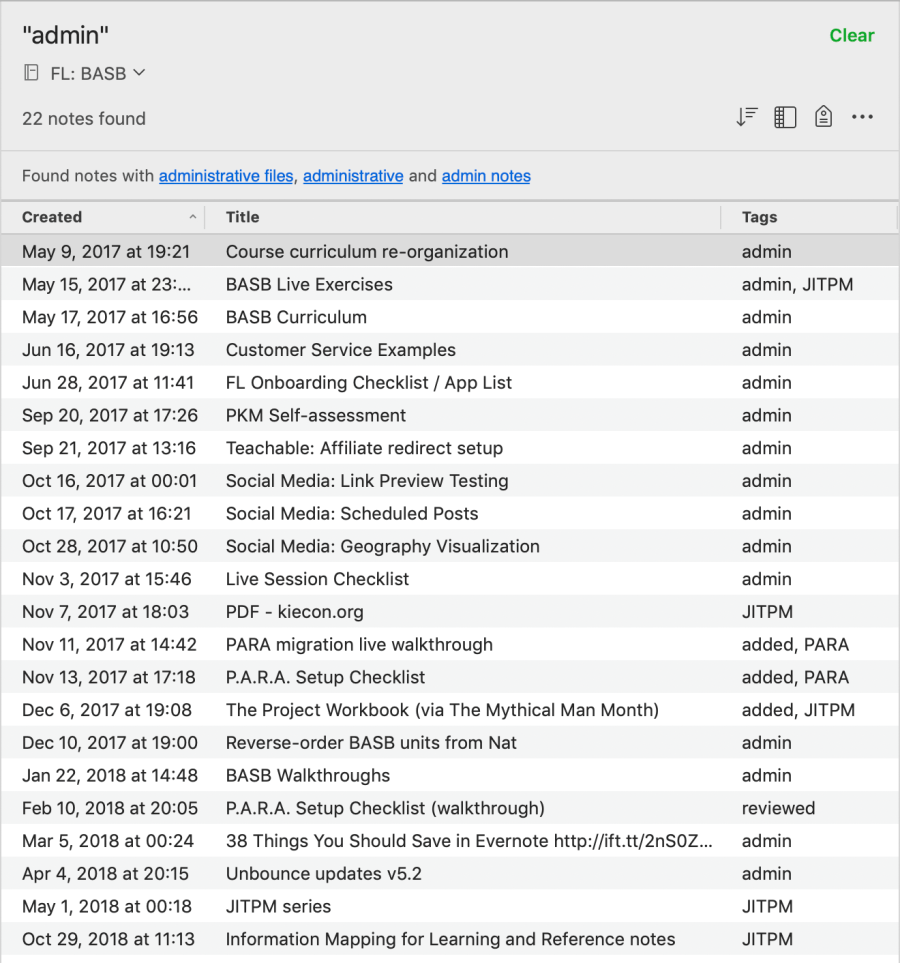 "admin"
Clear
FL: BASB
22 notes found
Found notes with administrative files, administrative and admin notes
Created Title Tags
May 9, 2017 at 19:21 Course curriculum re-organization admin
May 15, 2017 at 23:... BASB Live Exercises admin, JITPM
May 17, 2017 at 16:56 BASB Curriculum admin
Jun 16, 2017 at 19:13 Customer Service Examples admin
Jun 28, 2017 at 11:41 FL Onboarding Checklist / App List admin
Sep 20, 2017 at 17:26 PKM Self-assessment admin
Sep 21, 2017 at 13:16 Teachable: Affiliate redirect setup admin
Oct 16, 2017 at 00:01 Social Media: Link Preview Testing admin
Oct 17, 2017 at 16:21 Social Media: Scheduled Posts admin
Oct 28, 2017 at 10:50 Social Media: Geography Visualization admin
Nov 3, 2017 at 15:46 Live Session Checklist admin
Nov 7, 2017 at 18:03 PDF - kiecon.org JITPM
Nov 11, 2017 at 14:42 PARA migration live walkthrough added, PARA
Nov 13, 2017 at 17:18 P.A.R.A. Setup Checklist added, PARA
Dec 6, 2017 at 19:08 The Project Workbook (via The Mythical Man Month) added, JITPM
Dec 10, 2017 at 19:00 Reverse-order BASB units from Nat admin
Jan 22, 2018 at 14:48 BASB Walkthroughs admin
Feb 10, 2018 at 20:05 P.A.R.A. Setup Checklist (walkthrough) reviewed
Mar 5, 2018 at 00:24 38 Things You Should Save in Evernote http://ift.tt/2nS0Z... admin
Apr 4, 2018 at 20:15 Unbounce updates v5.2 admin
May 1, 2018 at 00:18 JITPM series JITPM
Oct 29, 2018 at 11:13 Information Mapping for Learning and Reference notes JITPM